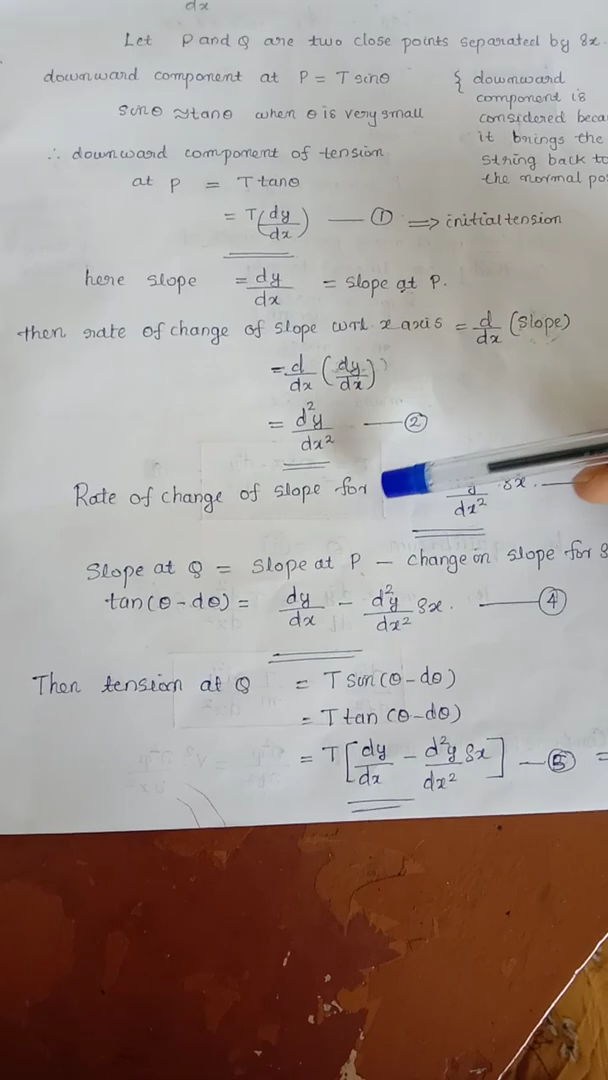 dx
Let P and Q are two close points separated by δx.
downward component at P = T sinθ { downward
component is
sinθ ≈ tanθ when θ is very small considered beca
it brings the
∴ downward component of tension string back to
at P = T tanθ the normal po
= T(dy/dx) —— ① ⇒ initial tension
here slope = dy/dx = slope at P.
then rate of change of slope with x axis = d/dx (slope)
= d/dx (dy/dx)
= d²y/dx² —— ②
Rate of change of slope for dx² δx. ——
Slope at Q = slope at P – change in slope for δ
tan(θ-dθ) = dy/dx – d²y/dx² δx. —— ④
Then tension at Q = T sin(θ-dθ)
= T tan(θ-dθ)
= T[dy/dx – d²y/dx² δx] —⑤ =